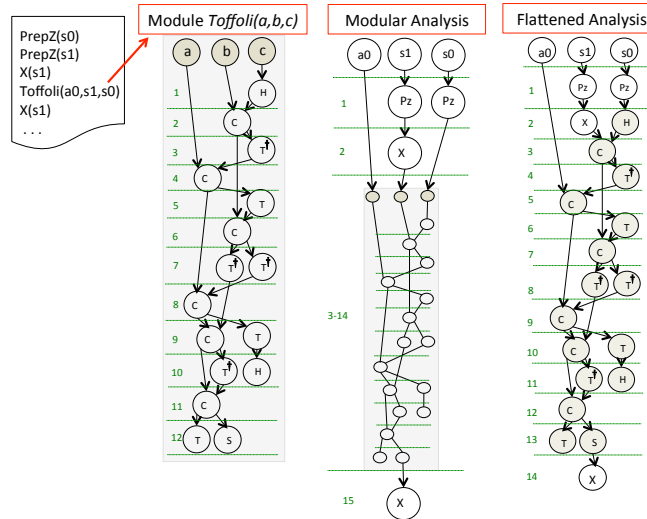 PrepZ(s0)
PrepZ(s1)
X(s1)
Toffoli(a0,s1,s0)
X(s1)
. . .
Module Toffoli(a,b,c)
a b c
1 H
2 C
3 T†
4 C
5 T
6 C
7 T† T†
8 C
9 C T
10 T† H
11 C
12 T S
Modular Analysis
a0 s1 s0
1 Pz Pz
2 X
3-14
15 X
Flattened Analysis
a0 s1 s0
1 Pz Pz
2 X H
3 C
4 T†
5 C
6 T
7 C
8 T† T†
9 C
10 C T
11 T† H
12 C
13 T S
14 X